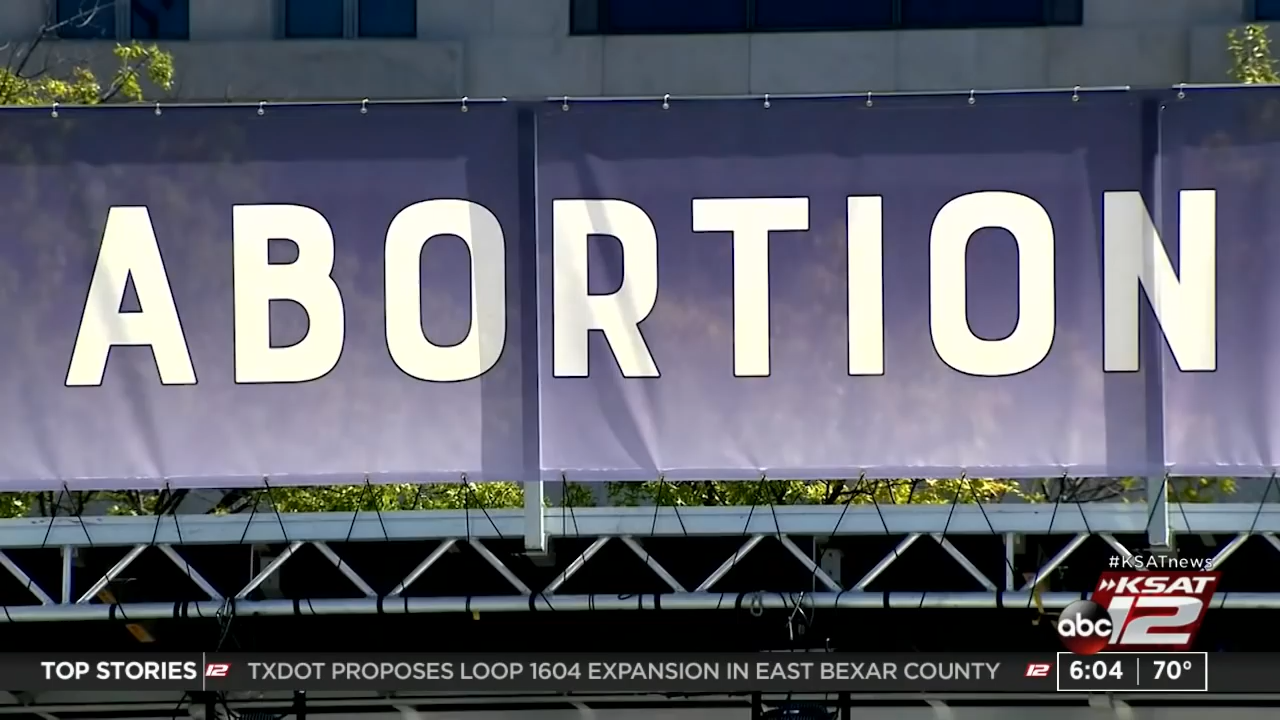 ABORTION
#KSATnews
»KSAT
abc 12
TOP STORIES 12 TXDOT PROPOSES LOOP 1604 EXPANSION IN EAST BEXAR COUNTY 12 6:04 70°